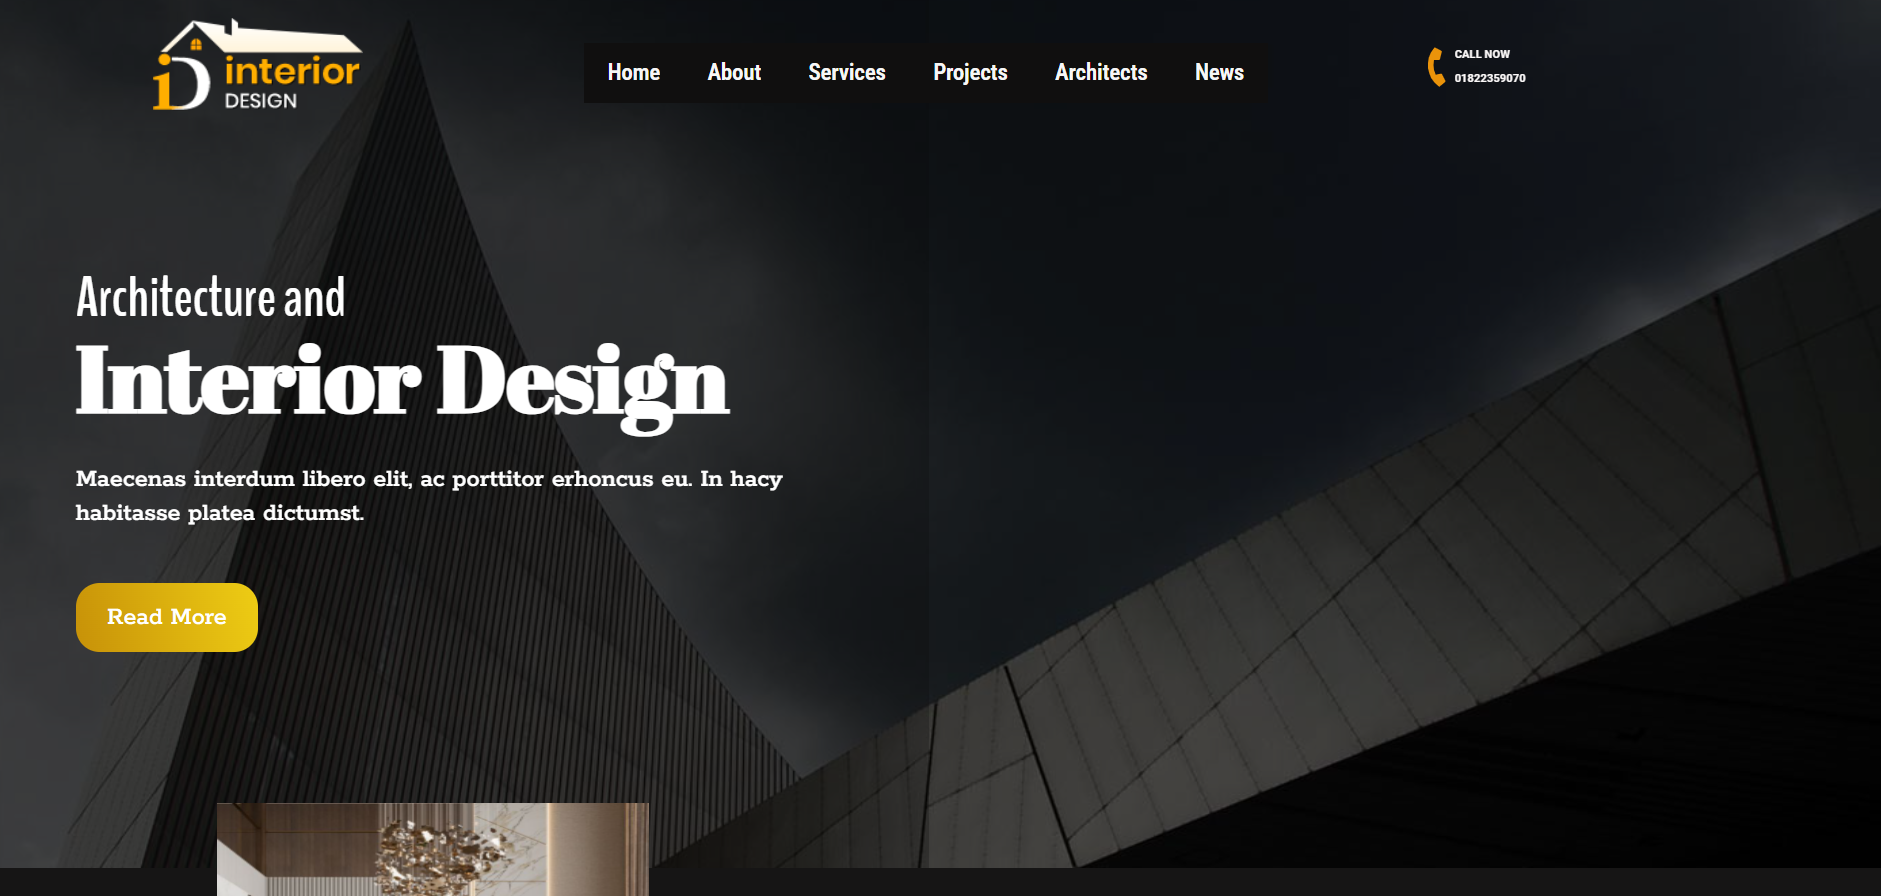 iD interior
DESIGN
Home About Services Projects Architects News
CALL NOW
01822359070
Architecture and
Interior Design
Maecenas interdum libero elit, ac porttitor erhoncus eu. In hacy
habitasse platea dictumst.
Read More